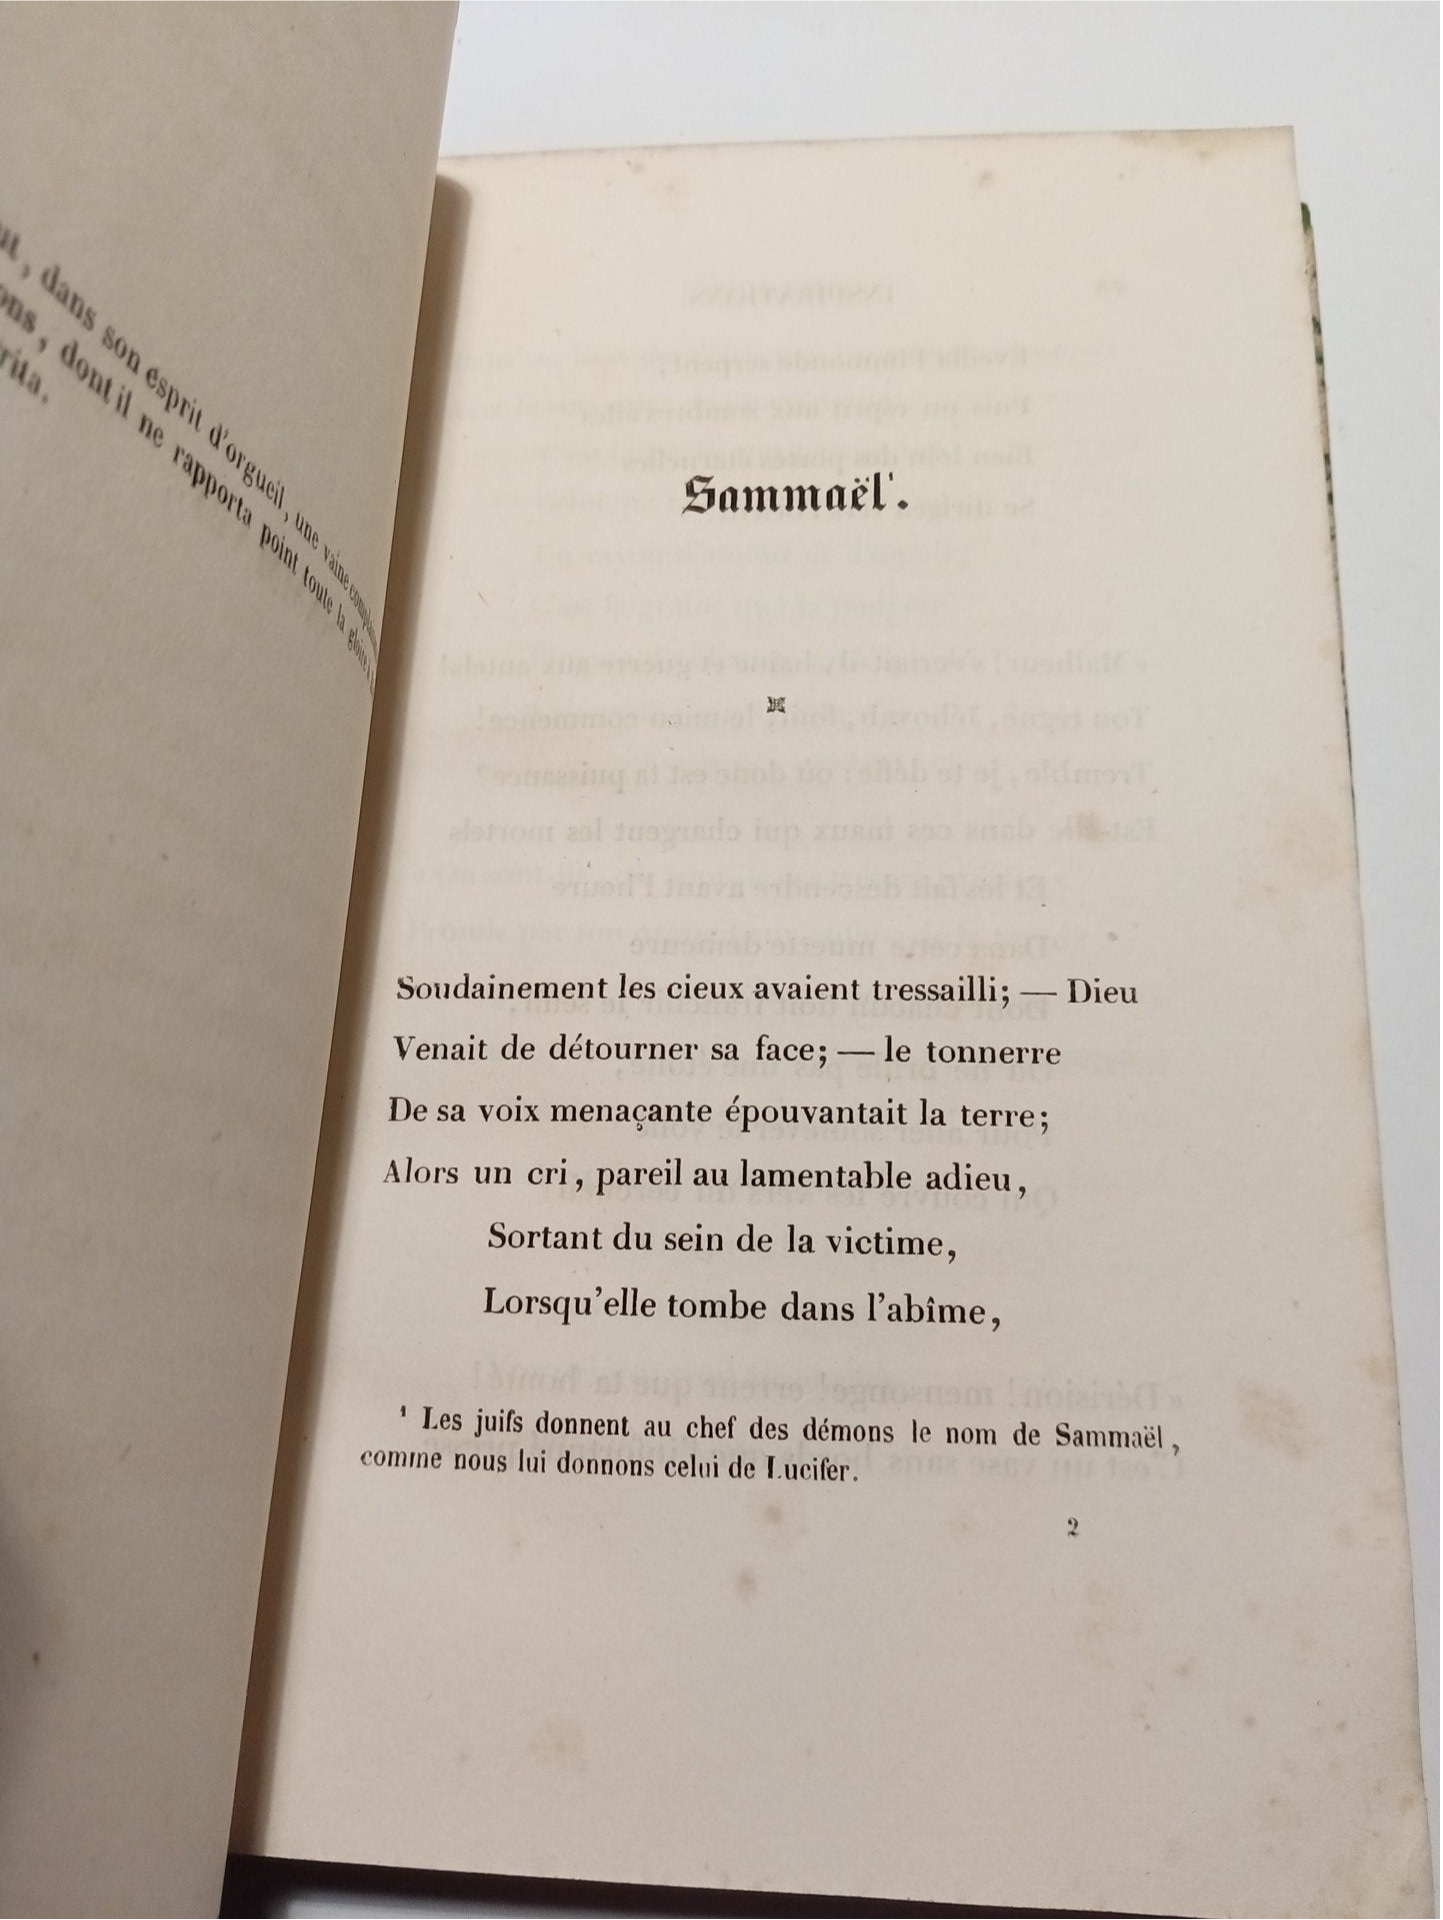 , dans son esprit d'orgueil, une vaine
, dont il ne rapporta point toute la gloire à
Sammaël¹.
Soudainement les cieux avaient tressailli; — Dieu
Venait de détourner sa face; — le tonnerre
De sa voix menaçante épouvantait la terre;
Alors un cri, pareil au lamentable adieu,
Sortant du sein de la victime,
Lorsqu'elle tombe dans l'abîme,
¹ Les juifs donnent au chef des démons le nom de Sammaël,
comme nous lui donnons celui de Lucifer.
2